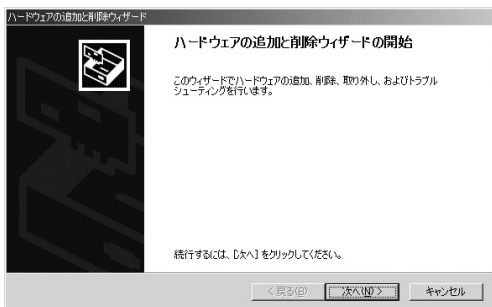 ハードウェアの追加と削除ウィザード
ハードウェアの追加と削除ウィザードの開始
このウィザードでハードウェアの追加、削除、取り外し、およびトラブル
シューティングを行います。
続行するには、[次へ] をクリックしてください。
< 戻る(B)
次へ(N) >
キャンセル